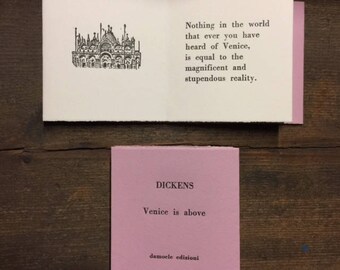 Nothing in the world
that ever you have
heard of Venice,
is equal to the
magnificent and
stupendous reality.
DICKENS
Venice is above
damocle edizioni